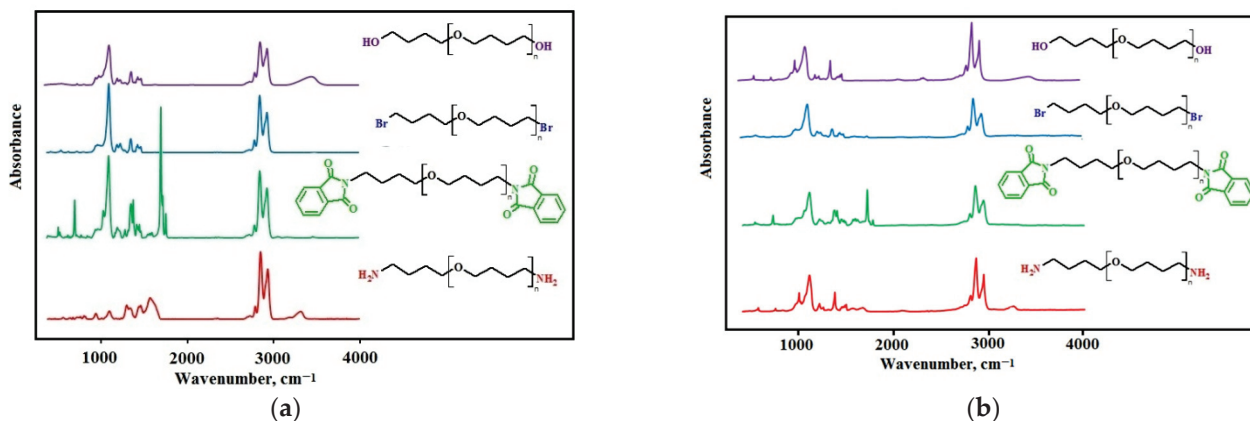 HO
O
OH
n
Br
O
Br
n
O
N
O
O
n
O
N
O
H₂N
O
NH₂
n
Absorbance
1000
2000
3000
4000
Wavenumber, cm⁻¹
(a)
HO
O
OH
n
Br
O
Br
n
O
N
O
O
n
O
N
O
H₂N
O
NH₂
n
Absorbance
1000
2000
3000
4000
Wavenumber, cm⁻¹
(b)